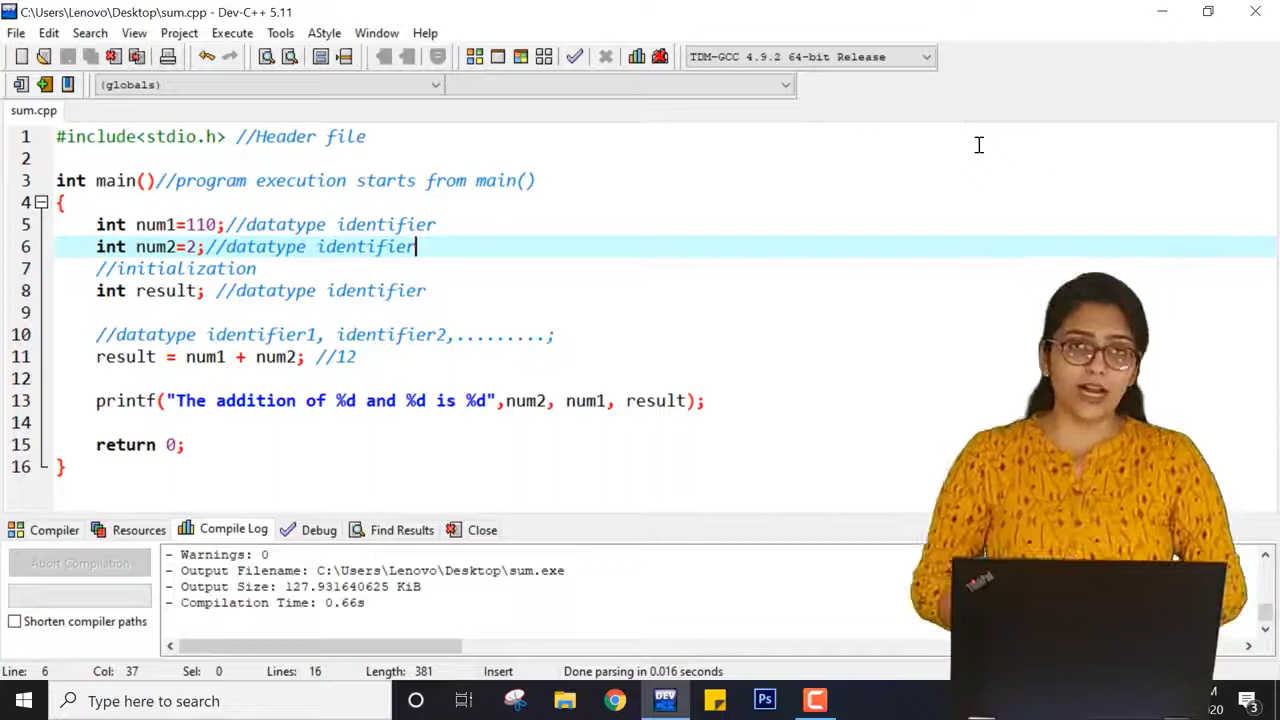 C:\Users\Lenovo\Desktop\sum.cpp - Dev-C++ 5.11
File Edit Search View Project Execute Tools AStyle Window Help
TDM-GCC 4.9.2 64-bit Release
(globals)
sum.cpp
1 #include<stdio.h> //Header file
2
3 int main()//program execution starts from main()
4 {
5 int num1=110;//datatype identifier
6 int num2=2;//datatype identifier
7 //initialization
8 int result; //datatype identifier
9
10 //datatype identifier1, identifier2,.........;
11 result = num1 + num2; //12
12
13 printf("The addition of %d and %d is %d",num2, num1, result);
14
15 return 0;
16 }
Compiler Resources Compile Log Debug Find Results Close
Abort Compilation
Shorten compiler paths
- Warnings: 0
- Output Filename: C:\Users\Lenovo\Desktop\sum.exe
- Output Size: 127.931640625 KiB
- Compilation Time: 0.66s
ThinkPad
Line: 6 Col: 37 Sel: 0 Lines: 16 Length: 381 Insert Done parsing in 0.016 seconds
Type here to search
DEV
Ps
M
20
3